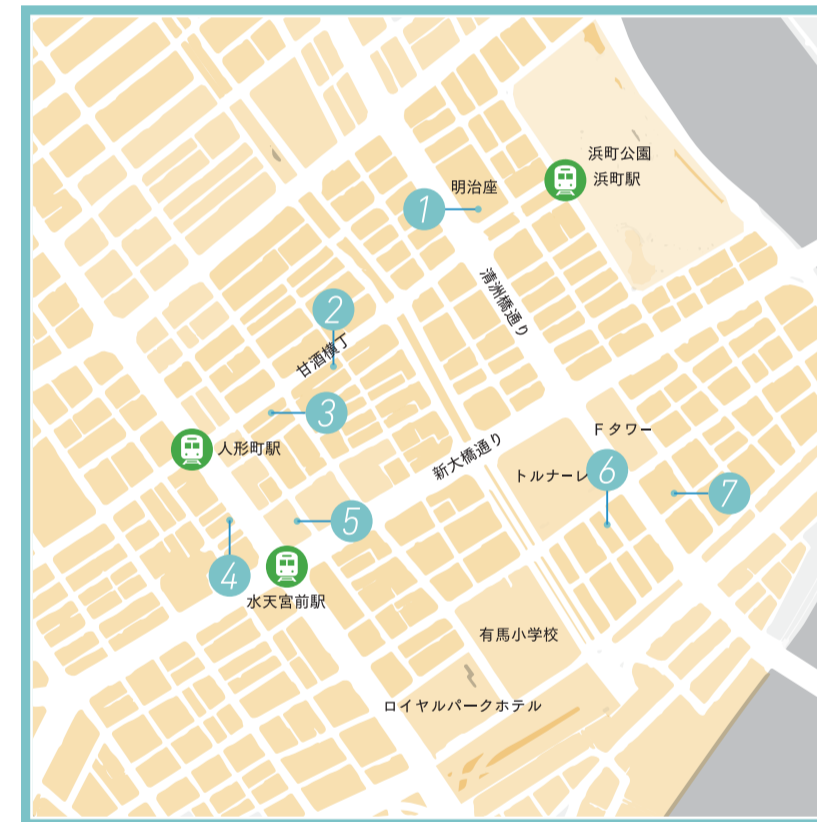 浜町公園
浜町駅
明治座
1
清洲橋通り
2
甘酒横丁
3
人形町駅
Fタワー
新大橋通り
トルナーレ
6
7
5
4
水天宮前駅
有馬小学校
ロイヤルパークホテル